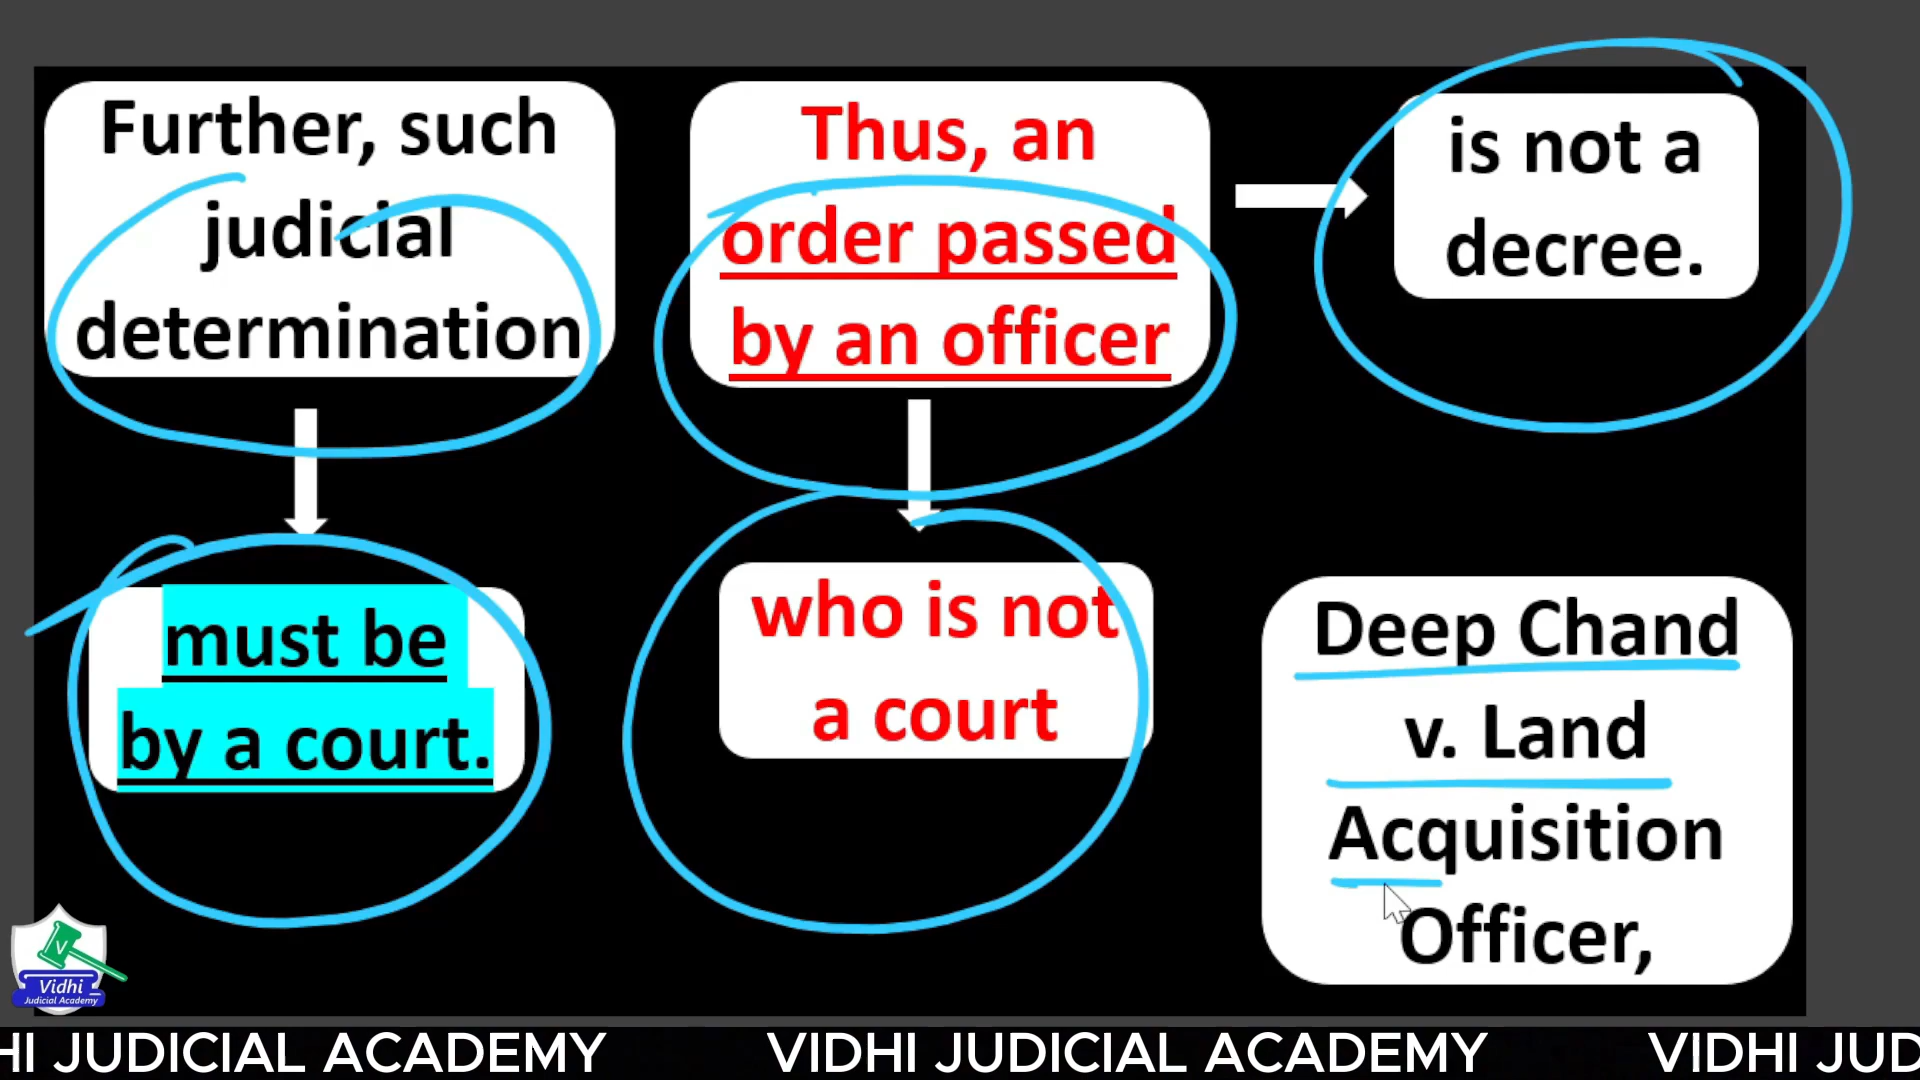 Further, such
judicial
determination
must be
by a court.
Thus, an
order passed
by an officer
who is not
a court
is not a
decree.
Deep Chand
v. Land
Acquisition
Officer,
V
Vidhi
Judicial Academy
HI JUDICIAL ACADEMY VIDHI JUDICIAL ACADEMY VIDHI JUD